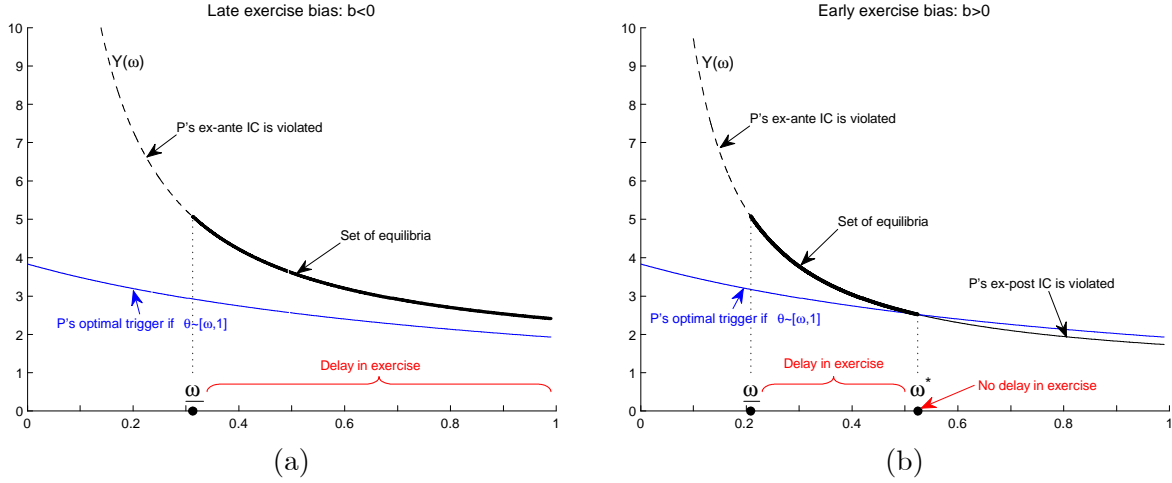 Late exercise bias: b<0
10
9
8
7
6
5
4
3
2
1
0
Y(ω)
P's ex-ante IC is violated
Set of equilibria
P's optimal trigger if θ~[ω,1]
Delay in exercise
ω
0
0.2
0.4
0.6
0.8
1
(a)
Early exercise bias: b>0
10
9
8
7
6
5
4
3
2
1
0
Y(ω)
P's ex-ante IC is violated
Set of equilibria
P's ex-post IC is violated
P's optimal trigger if θ~[ω,1]
Delay in exercise
ω
ω*
No delay in exercise
0
0.2
0.4
0.6
0.8
1
(b)